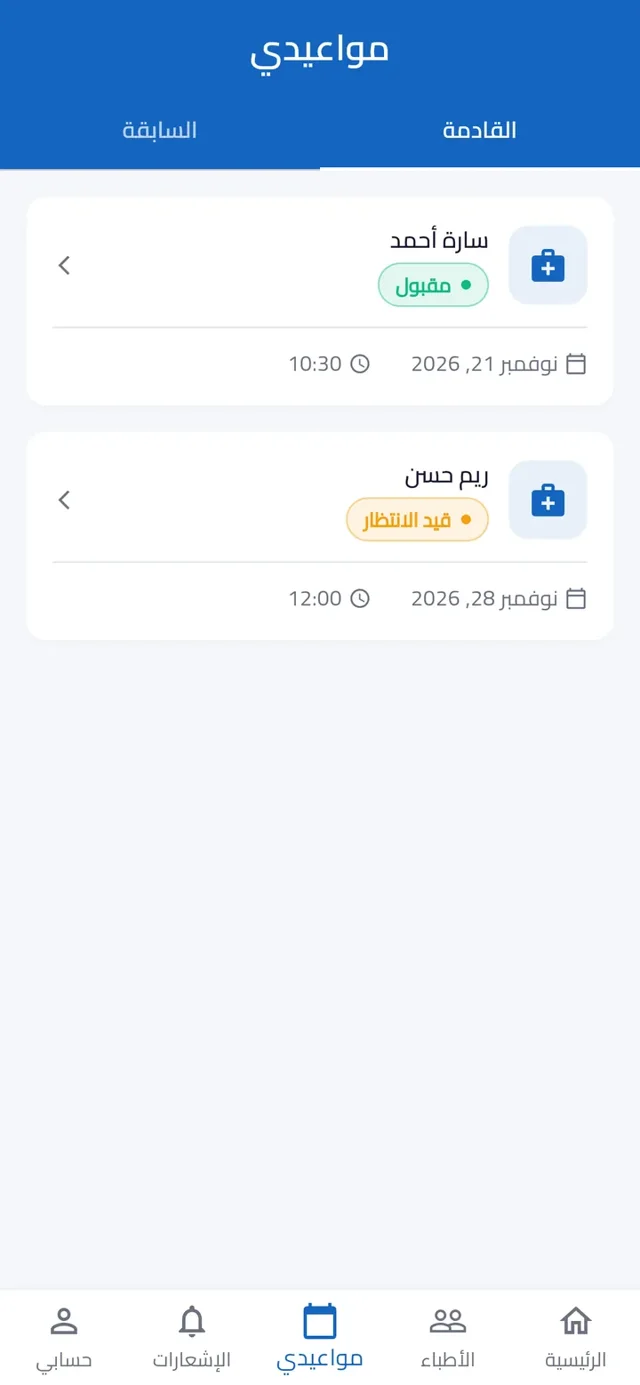 مواعيدي
القادمة
السابقة
سارة أحمد
مقبول
نوفمبر 21, 2026
10:30
ريم حسن
قيد الانتظار
نوفمبر 28, 2026
12:00
الرئيسية
الأطباء
مواعيدي
الإشعارات
حسابي